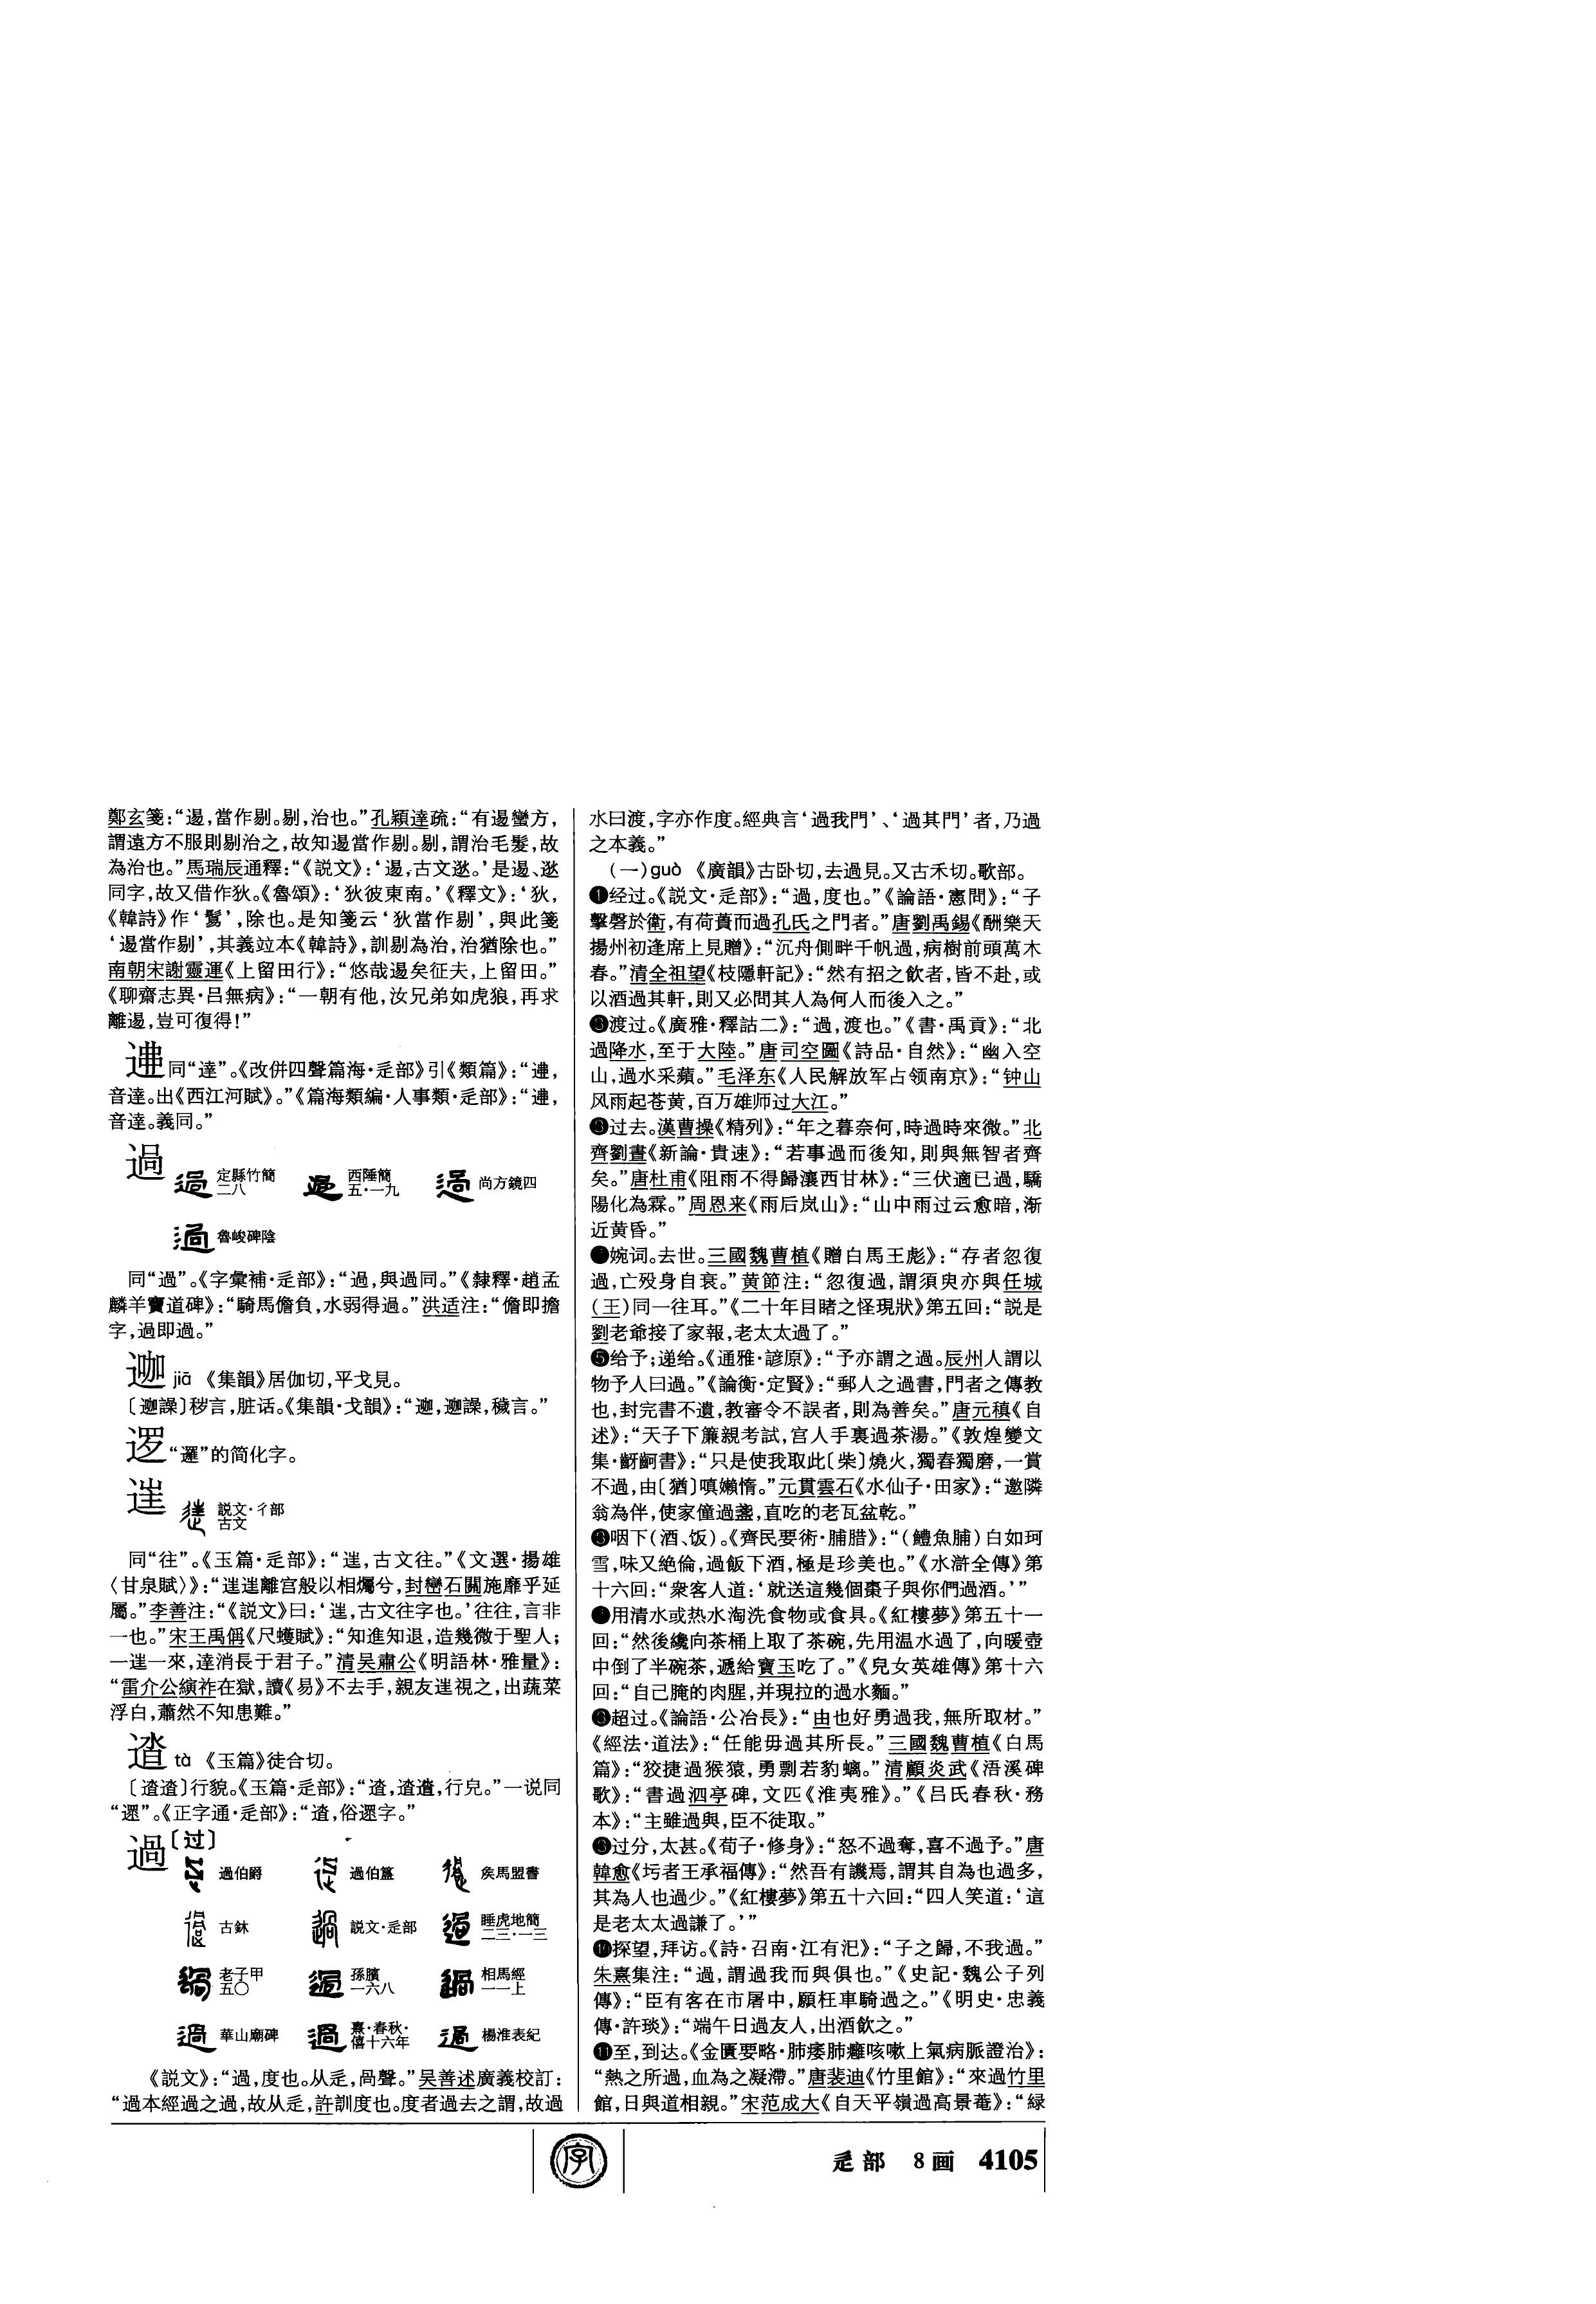 鄭玄箋：“逷，當作剔。剔，治也。”孔穎達疏：“有逷蠻方，
謂遠方不服則剔治之，故知逷當作剔。剔，謂治毛髮，故
為治也。”馬瑞辰通釋：“《説文》：‘逷，古文逖。’是逷、逖
同字，故又借作狄。《魯頌》：‘狄彼東南。’《釋文》：‘狄，
《韓詩》作‘鬄’，除也。是知箋云‘狄當作剔’，與此箋
‘逷當作剔’，其義竝本《韓詩》，訓剔為治，治猶除也。”
南朝宋謝靈運《上留田行》：“悠哉逷矣征夫，上留田。”
《聊齋志異·吕無病》：“一朝有他，汝兄弟如虎狼，再求
離逷，豈可復得！”
同“達”。《改併四聲篇海·辵部》引《類篇》：“
音達。出《西江河賦》。”《篇海類編·人事類·辵部》：“
音達。義同。”
定縣竹簡二八 西陲簡五·一九 尚方鏡四
魯峻碑陰
同“過”。《字彙補·辵部》：“，與過同。”《隸釋·趙孟
麟羊竇道碑》：“騎馬儋負，水弱得。”洪适注：“儋即擔
字，即過。”
迦 jiā 《集韻》居伽切，平戈見。
〔謲〕秽言，脏话。《集韻·戈韻》：“謲，穢言。”
逻 “邏”的简化字。
𨓹 説文·彳部古文
同“往”。《玉篇·辵部》：“𨓹，古文往。”《文選·揚雄
〈甘泉賦〉》：“𨓹𨓹離宫般以相爥兮，封巒石關施靡乎延
屬。”李善注：“《説文》曰：‘𨓹，古文往字也。’往往，言非
一也。”宋王禹偁《尺蠖賦》：“知進知退，造幾微于聖人；
一𨓹一來，達消長于君子。”清吴肅公《明語林·雅量》：
“雷介公縯祚在獄，讀《易》不去手，親友𨓹視之，出蔬菜
浮白，蕭然不知患難。”
遝 tà 《玉篇》徒合切。
〔〕行貌。《玉篇·辵部》：“，行皃。”一说同
“遝”。《正字通·辵部》：“，俗遝字。”
過〔过〕
過伯爵 過伯簋 矦馬盟書
古鉩 説文·辵部 睡虎地簡二三·一三
老子甲五〇 孫臏一六八 相馬經一一上
華山廟碑 熹·春秋·僖十六年 楊淮表紀
《説文》：“過，度也。从辵，咼聲。”吴善述廣義校訂：
“過本經過之過，故从辵，許訓度也。度者過去之謂，故過
水曰渡，字亦作度。經典言‘過我門’、‘過其門’者，乃過
之本義。”
（一）guò 《廣韻》古卧切，去過見。又古禾切。歌部。
❶经过。《説文·辵部》：“過，度也。”《論語·憲問》：“子
擊磬於衛，有荷蕢而過孔氏之門者。”唐劉禹錫《酬樂天
揚州初逢席上見贈》：“沉舟側畔千帆過，病樹前頭萬木
春。”清全祖望《枝隱軒記》：“然有招之飲者，皆不赴，或
以酒過其軒，則又必問其人為何人而後入之。”
❷渡过。《廣雅·釋詁二》：“過，渡也。”《書·禹貢》：“北
過降水，至于大陸。”唐司空圖《詩品·自然》：“幽入空
山，過水采蘋。”毛泽东《人民解放军占领南京》：“钟山
风雨起苍黄，百万雄师过大江。”
❸过去。漢曹操《精列》：“年之暮奈何，時過時來微。”北
齊劉晝《新論·貴速》：“若事過而後知，則與無智者齊
矣。”唐杜甫《阻雨不得歸瀼西甘林》：“三伏適已過，驕
陽化為霖。”周恩来《雨后岚山》：“山中雨过云愈暗，渐
近黄昏。”
❹婉词。去世。三國魏曹植《贈白馬王彪》：“存者忽復
過，亡殁身自衰。”黄節注：“忽復過，謂須臾亦與任城
（王）同一往耳。”《二十年目睹之怪現狀》第五回：“説是
劉老爺接了家報，老太太過了。”
❺给予；递给。《通雅·諺原》：“予亦謂之過。辰州人謂以
物予人曰過。”《論衡·定賢》：“郵人之過書，門者之傳教
也，封完書不遺，教審令不誤者，則為善矣。”唐元稹《自
述》：“天子下簾親考試，宫人手裏過茶湯。”《敦煌變文
集·齖䶗書》：“只是使我取此〔柴〕燒火，獨舂獨磨，一賞
不過，由〔猶〕嗔嬾惰。”元貫雲石《水仙子·田家》：“邀隣
翁為伴，使家僮過盞，直吃的老瓦盆乾。”
❻咽下（酒、饭）。《齊民要術·脯腊》：“（鱧魚脯）白如珂
雪，味又絶倫，過飯下酒，極是珍美也。”《水滸全傳》第
十六回：“衆客人道：‘就送這幾個棗子與你們過酒。’”
❼用清水或热水淘洗食物或食具。《紅樓夢》第五十一
回：“然後纔向茶桶上取了茶碗，先用温水過了，向暖壺
中倒了半碗茶，遞給寶玉吃了。”《兒女英雄傳》第十六
回：“自己腌的肉腥，并現拉的過水麵。”
❽超过。《論語·公冶長》：“由也好勇過我，無所取材。”
《經法·道法》：“任能毋過其所長。”三國魏曹植《白馬
篇》：“狡捷過猴猿，勇剽若豹螭。”清顧炎武《浯溪碑
歌》：“書過泗亭碑，文匹《淮夷雅》。”《吕氏春秋·務
本》：“主雖過與，臣不徒取。”
❾过分，太甚。《荀子·修身》：“怒不過奪，喜不過予。”唐
韓愈《圬者王承福傳》：“然吾有譏焉，謂其自為也過多，
其為人也過少。”《紅樓夢》第五十六回：“四人笑道：‘這
是老太太過謙了。’”
❿探望，拜访。《詩·召南·江有汜》：“子之歸，不我過。”
朱熹集注：“過，謂過我而與俱也。”《史記·魏公子列
傳》：“臣有客在市屠中，願枉車騎過之。”《明史·忠義
傳·許琰》：“端午日過友人，出酒飲之。”
⓫至，到达。《金匱要略·肺痿肺癰咳嗽上氣病脈證治》：
“熱之所過，血為之凝滯。”唐裴迪《竹里館》：“來過竹里
館，日與道相親。”宋范成大《自天平嶺過高景菴》：“緑
字
辵部 8画 4105